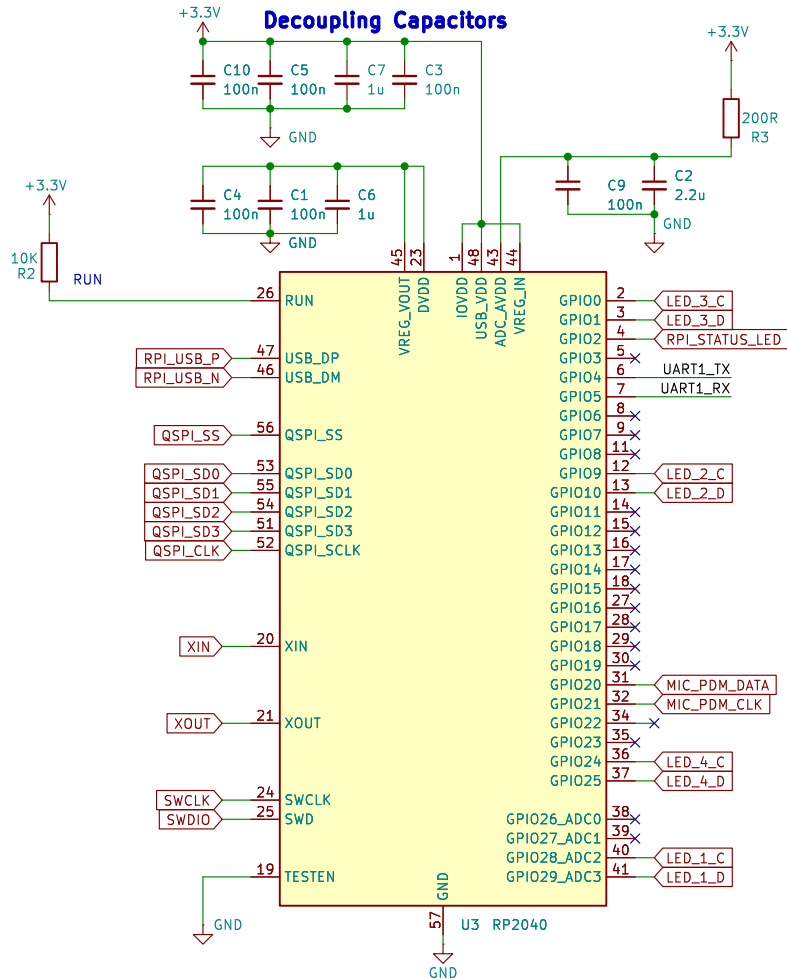 Decoupling Capacitors
+3.3V
C10
100n
C5
100n
C7
1u
C3
100n
GND
+3.3V
200R
R3
C4
100n
C1
100n
C6
1u
GND
C9
100n
C2
2.2u
GND
+3.3V
10K
R2
RUN
45
23
1
48
43
44
VREG_VOUT
DVDD
IOVDD
USB_VDD
ADC_AVDD
VREG_IN
26 RUN
RPI_USB_P 47 USB_DP
RPI_USB_N 46 USB_DM
QSPI_SS 56 QSPI_SS
QSPI_SD0 53 QSPI_SD0
QSPI_SD1 55 QSPI_SD1
QSPI_SD2 54 QSPI_SD2
QSPI_SD3 51 QSPI_SD3
QSPI_CLK 52 QSPI_SCLK
XIN 20 XIN
XOUT 21 XOUT
SWCLK 24 SWCLK
SWDIO 25 SWD
19 TESTEN
GND
GPIO0 2 LED_3_C
GPIO1 3 LED_3_D
GPIO2 4 RPI_STATUS_LED
GPIO3 5
GPIO4 6 UART1_TX
GPIO5 7 UART1_RX
GPIO6 8
GPIO7 9
GPIO8 11
GPIO9 12 LED_2_C
GPIO10 13 LED_2_D
GPIO11 14
GPIO12 15
GPIO13 16
GPIO14 17
GPIO15 18
GPIO16 27
GPIO17 28
GPIO18 29
GPIO19 30
GPIO20 31 MIC_PDM_DATA
GPIO21 32 MIC_PDM_CLK
GPIO22 34
GPIO23 35
GPIO24 36 LED_4_C
GPIO25 37 LED_4_D
GPIO26_ADC0 38
GPIO27_ADC1 39
GPIO28_ADC2 40 LED_1_C
GPIO29_ADC3 41 LED_1_D
GND
57
U3 RP2040
GND